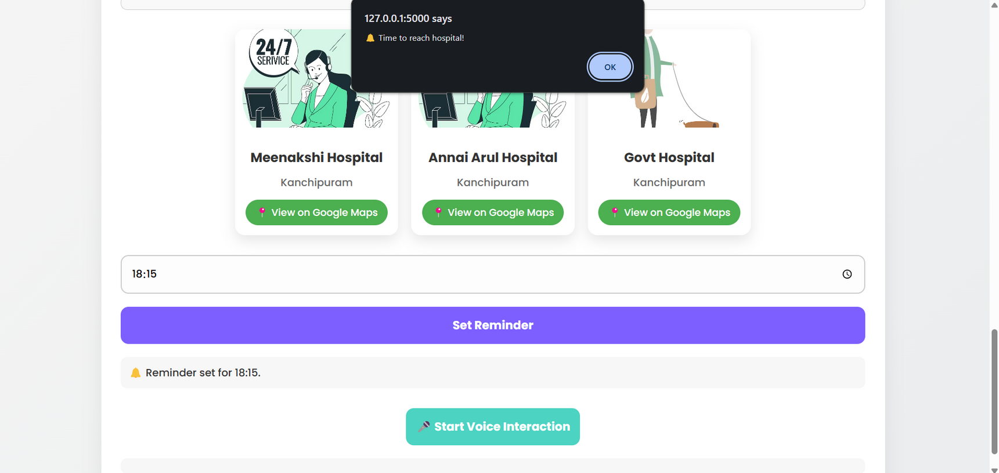 127.0.0.1:5000 says
🔔 Time to reach hospital!
OK
24/7
SERIVICE
Meenakshi Hospital
Kanchipuram
📍 View on Google Maps
Annai Arul Hospital
Kanchipuram
📍 View on Google Maps
Govt Hospital
Kanchipuram
📍 View on Google Maps
18:15
Set Reminder
🔔 Reminder set for 18:15.
🎤 Start Voice Interaction